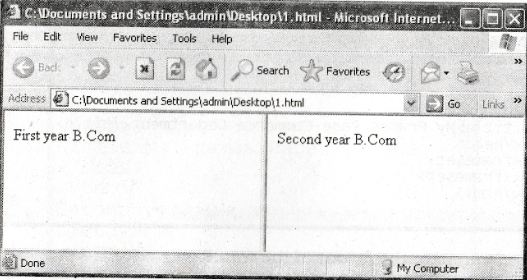 C:\Documents and Settings\admin\Desktop\1.html - Microsoft Internet...
File Edit View Favorites Tools Help
Back Search Favorites
Address C:\Documents and Settings\admin\Desktop\1.html Go Links
First year B.Com
Second year B.Com
Done My Computer